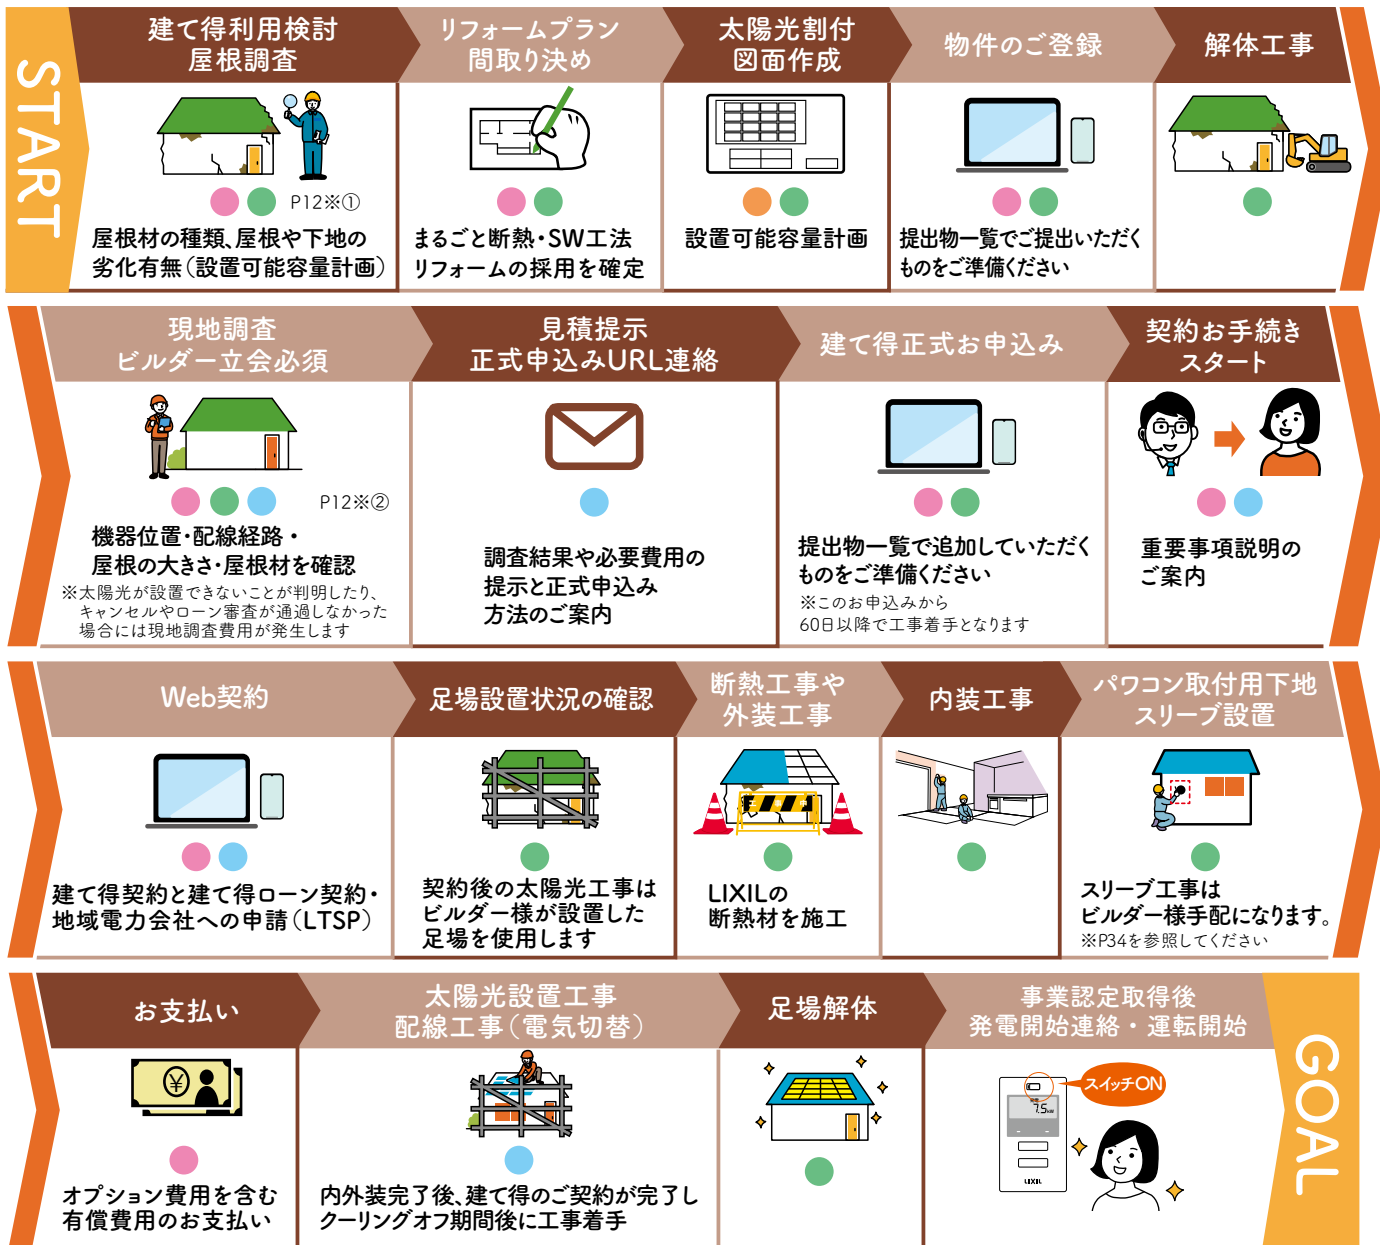 START
建て得利用検討
屋根調査
P12※①
屋根材の種類、屋根や下地の
劣化有無(設置可能容量計画)
リフォームプラン
間取り決め
まるごと断熱・SW工法
リフォームの採用を確定
太陽光割付
図面作成
設置可能容量計画
物件のご登録
提出物一覧でご提出いただく
ものをご準備ください
解体工事
現地調査
ビルダー立会必須
P12※②
機器位置・配線経路・
屋根の大きさ・屋根材を確認
※太陽光が設置できないことが判明したり、
キャンセルやローン審査が通過しなかった
場合には現地調査費用が発生します
見積提示
正式申込みURL連絡
調査結果や必要費用の
提示と正式申込み
方法のご案内
建て得正式お申込み
提出物一覧で追加していただく
ものをご準備ください
※このお申込みから
60日以降で工事着手となります
契約お手続き
スタート
重要事項説明の
ご案内
Web契約
建て得契約と建て得ローン契約・
地域電力会社への申請(LTSP)
足場設置状況の確認
契約後の太陽光工事は
ビルダー様が設置した
足場を使用します
断熱工事や
外装工事
LIXILの
断熱材を施工
内装工事
パワコン取付用下地
スリーブ設置
スリーブ工事は
ビルダー様手配になります。
※P34を参照してください
お支払い
オプション費用を含む
有償費用のお支払い
太陽光設置工事
配線工事(電気切替)
内外装完了後、建て得のご契約が完了し
クーリングオフ期間後に工事着手
足場解体
事業認定取得後
発電開始連絡・運転開始
スイッチON
7.5kW
LIXIL
GOAL